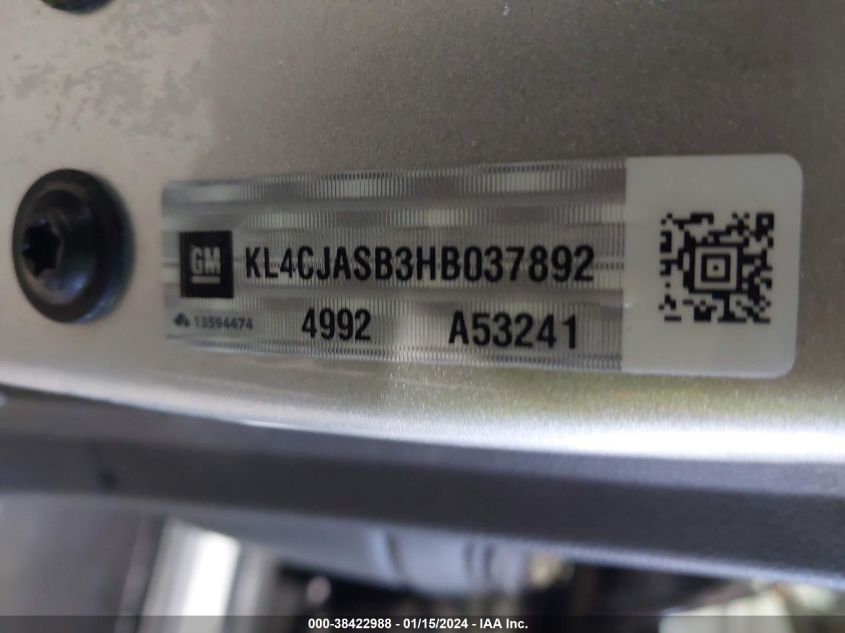 GM KL4CJASB3HB037892
13594474 4992 A53241
000-38422988 - 01/15/2024 - IAA Inc.